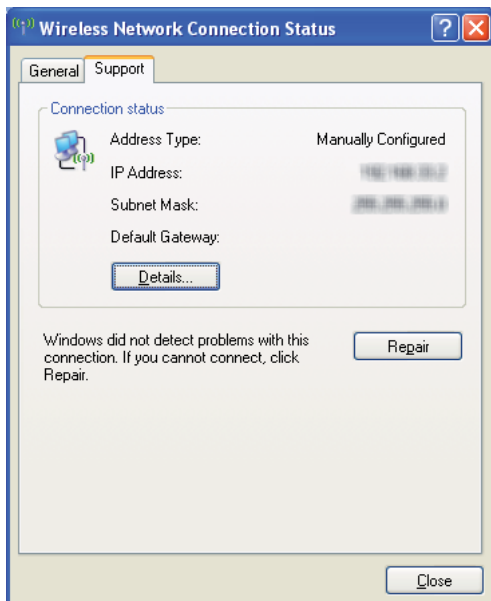 Wireless Network Connection Status
General Support
Connection status
Address Type: Manually Configured
IP Address:
Subnet Mask:
Default Gateway:
Details...
Windows did not detect problems with this
connection. If you cannot connect, click
Repair.
Repair
Close